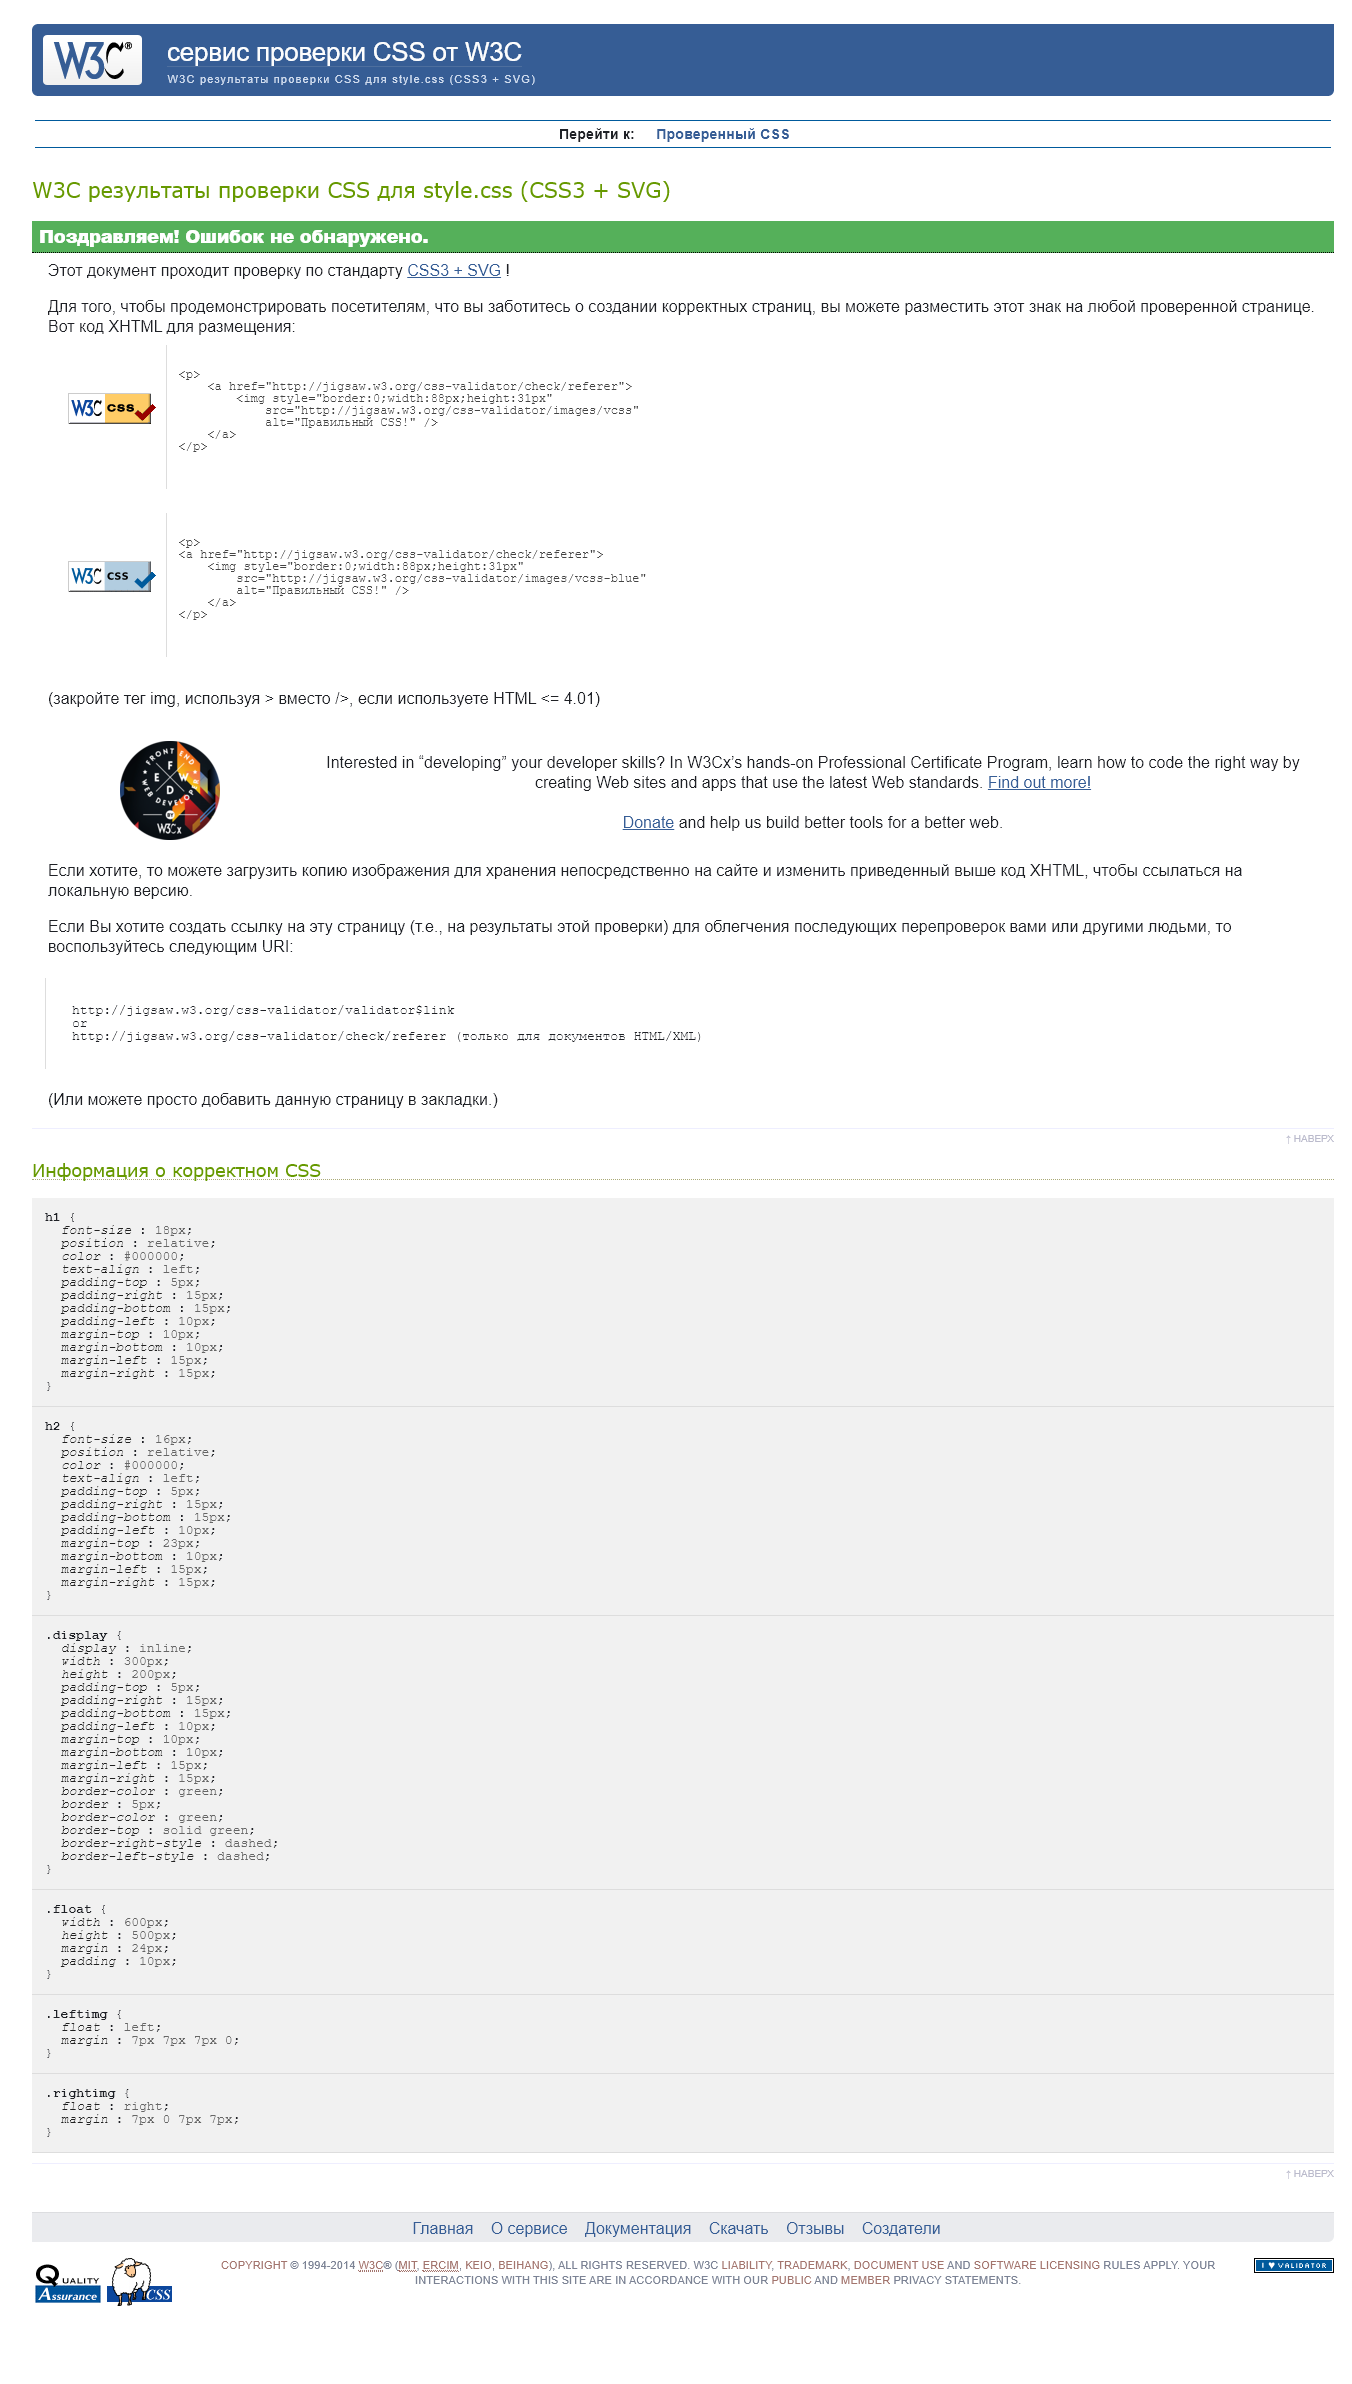 W3C®
сервис проверки CSS от W3C
W3C результаты проверки CSS для style.css (CSS3 + SVG)
Перейти к: Проверенный CSS
W3C результаты проверки CSS для style.css (CSS3 + SVG)
Поздравляем! Ошибок не обнаружено.
Этот документ проходит проверку по стандарту CSS3 + SVG !
Для того, чтобы продемонстрировать посетителям, что вы заботитесь о создании корректных страниц, вы можете разместить этот знак на любой проверенной странице.
Вот код XHTML для размещения:
W3C css
<p>
    <a href="http://jigsaw.w3.org/css-validator/check/referer">
        <img style="border:0;width:88px;height:31px"
            src="http://jigsaw.w3.org/css-validator/images/vcss"
            alt="Правильный CSS!" />
    </a>
</p>
W3C css
<p>
<a href="http://jigsaw.w3.org/css-validator/check/referer">
    <img style="border:0;width:88px;height:31px"
        src="http://jigsaw.w3.org/css-validator/images/vcss-blue"
        alt="Правильный CSS!" />
    </a>
</p>
(закройте тег img, используя > вместо />, если используете HTML <= 4.01)
FRONT END
E F
W D
WEB DEVELOPER
BY
W3Cx
Interested in “developing” your developer skills? In W3Cx’s hands-on Professional Certificate Program, learn how to code the right way by
creating Web sites and apps that use the latest Web standards. Find out more!
Donate and help us build better tools for a better web.
Если хотите, то можете загрузить копию изображения для хранения непосредственно на сайте и изменить приведенный выше код XHTML, чтобы ссылаться на
локальную версию.
Если Вы хотите создать ссылку на эту страницу (т.е., на результаты этой проверки) для облегчения последующих перепроверок вами или другими людьми, то
воспользуйтесь следующим URI:
http://jigsaw.w3.org/css-validator/validator$link
or
http://jigsaw.w3.org/css-validator/check/referer (только для документов HTML/XML)
(Или можете просто добавить данную страницу в закладки.)
↑ НАВЕРХ
Информация о корректном CSS
h1 {
  font-size : 18px;
  position : relative;
  color : #000000;
  text-align : left;
  padding-top : 5px;
  padding-right : 15px;
  padding-bottom : 15px;
  padding-left : 10px;
  margin-top : 10px;
  margin-bottom : 10px;
  margin-left : 15px;
  margin-right : 15px;
}
h2 {
  font-size : 16px;
  position : relative;
  color : #000000;
  text-align : left;
  padding-top : 5px;
  padding-right : 15px;
  padding-bottom : 15px;
  padding-left : 10px;
  margin-top : 23px;
  margin-bottom : 10px;
  margin-left : 15px;
  margin-right : 15px;
}
.display {
  display : inline;
  width : 300px;
  height : 200px;
  padding-top : 5px;
  padding-right : 15px;
  padding-bottom : 15px;
  padding-left : 10px;
  margin-top : 10px;
  margin-bottom : 10px;
  margin-left : 15px;
  margin-right : 15px;
  border-color : green;
  border : 5px;
  border-color : green;
  border-top : solid green;
  border-right-style : dashed;
  border-left-style : dashed;
}
.float {
  width : 600px;
  height : 500px;
  margin : 24px;
  padding : 10px;
}
.leftimg {
  float : left;
  margin : 7px 7px 7px 0;
}
.rightimg {
  float : right;
  margin : 7px 0 7px 7px;
}
↑ НАВЕРХ
Главная О сервисе Документация Скачать Отзывы Создатели
QUALITY
Assurance
CSS
COPYRIGHT © 1994-2014 W3C® (MIT, ERCIM, KEIO, BEIHANG), ALL RIGHTS RESERVED. W3C LIABILITY, TRADEMARK, DOCUMENT USE AND SOFTWARE LICENSING RULES APPLY. YOUR
INTERACTIONS WITH THIS SITE ARE IN ACCORDANCE WITH OUR PUBLIC AND MEMBER PRIVACY STATEMENTS.
I ♥ VALIDATOR